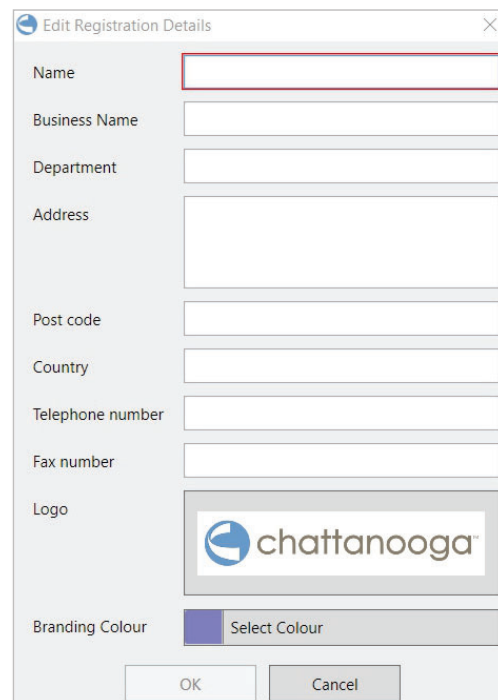 Edit Registration Details
Name
Business Name
Department
Address
Post code
Country
Telephone number
Fax number
Logo
chattanooga™
Branding Colour
Select Colour
OK Cancel